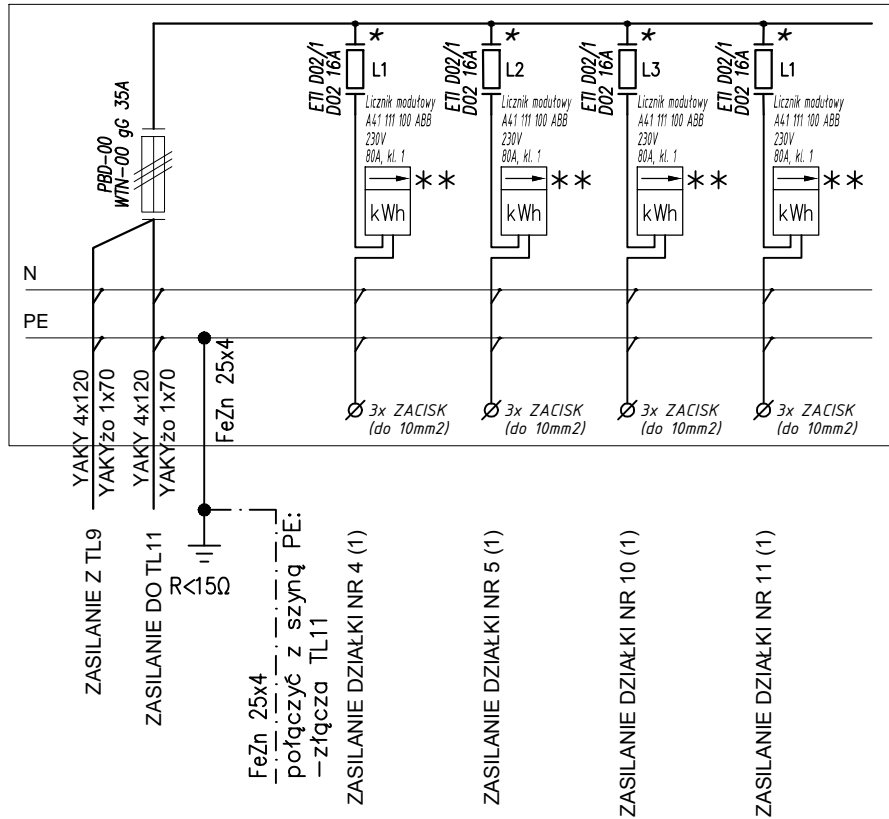 PBD-00
WTN-00 gG 35A
ETI D02/1
D02 16A
*
L1
Licznik modułowy
A41 111 100 ABB
230V
80A, kl. 1
kWh
**
ETI D02/1
D02 16A
*
L2
Licznik modułowy
A41 111 100 ABB
230V
80A, kl. 1
kWh
**
ETI D02/1
D02 16A
*
L3
Licznik modułowy
A41 111 100 ABB
230V
80A, kl. 1
kWh
**
ETI D02/1
D02 16A
*
L1
Licznik modułowy
A41 111 100 ABB
230V
80A, kl. 1
kWh
**
N
PE
YAKY 4x120
YAKYżo 1x70
YAKY 4x120
YAKYżo 1x70
FeZn 25x4
3x ZACISK
(do 10mm2)
3x ZACISK
(do 10mm2)
3x ZACISK
(do 10mm2)
3x ZACISK
(do 10mm2)
ZASILANIE Z TL9
ZASILANIE DO TL11
R<15Ω
FeZn 25x4
połączyć z szyną PE:
-złącza TL11
ZASILANIE DZIAŁKI NR 4 (1)
ZASILANIE DZIAŁKI NR 5 (1)
ZASILANIE DZIAŁKI NR 10 (1)
ZASILANIE DZIAŁKI NR 11 (1)